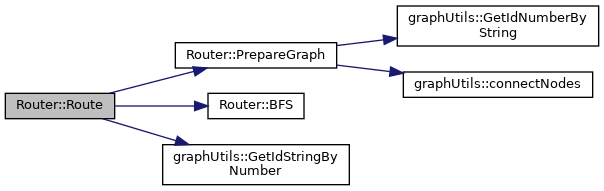 Router::Route
Router::PrepareGraph
Router::BFS
graphUtils::GetIdStringBy
Number
graphUtils::GetIdNumberBy
String
graphUtils::connectNodes